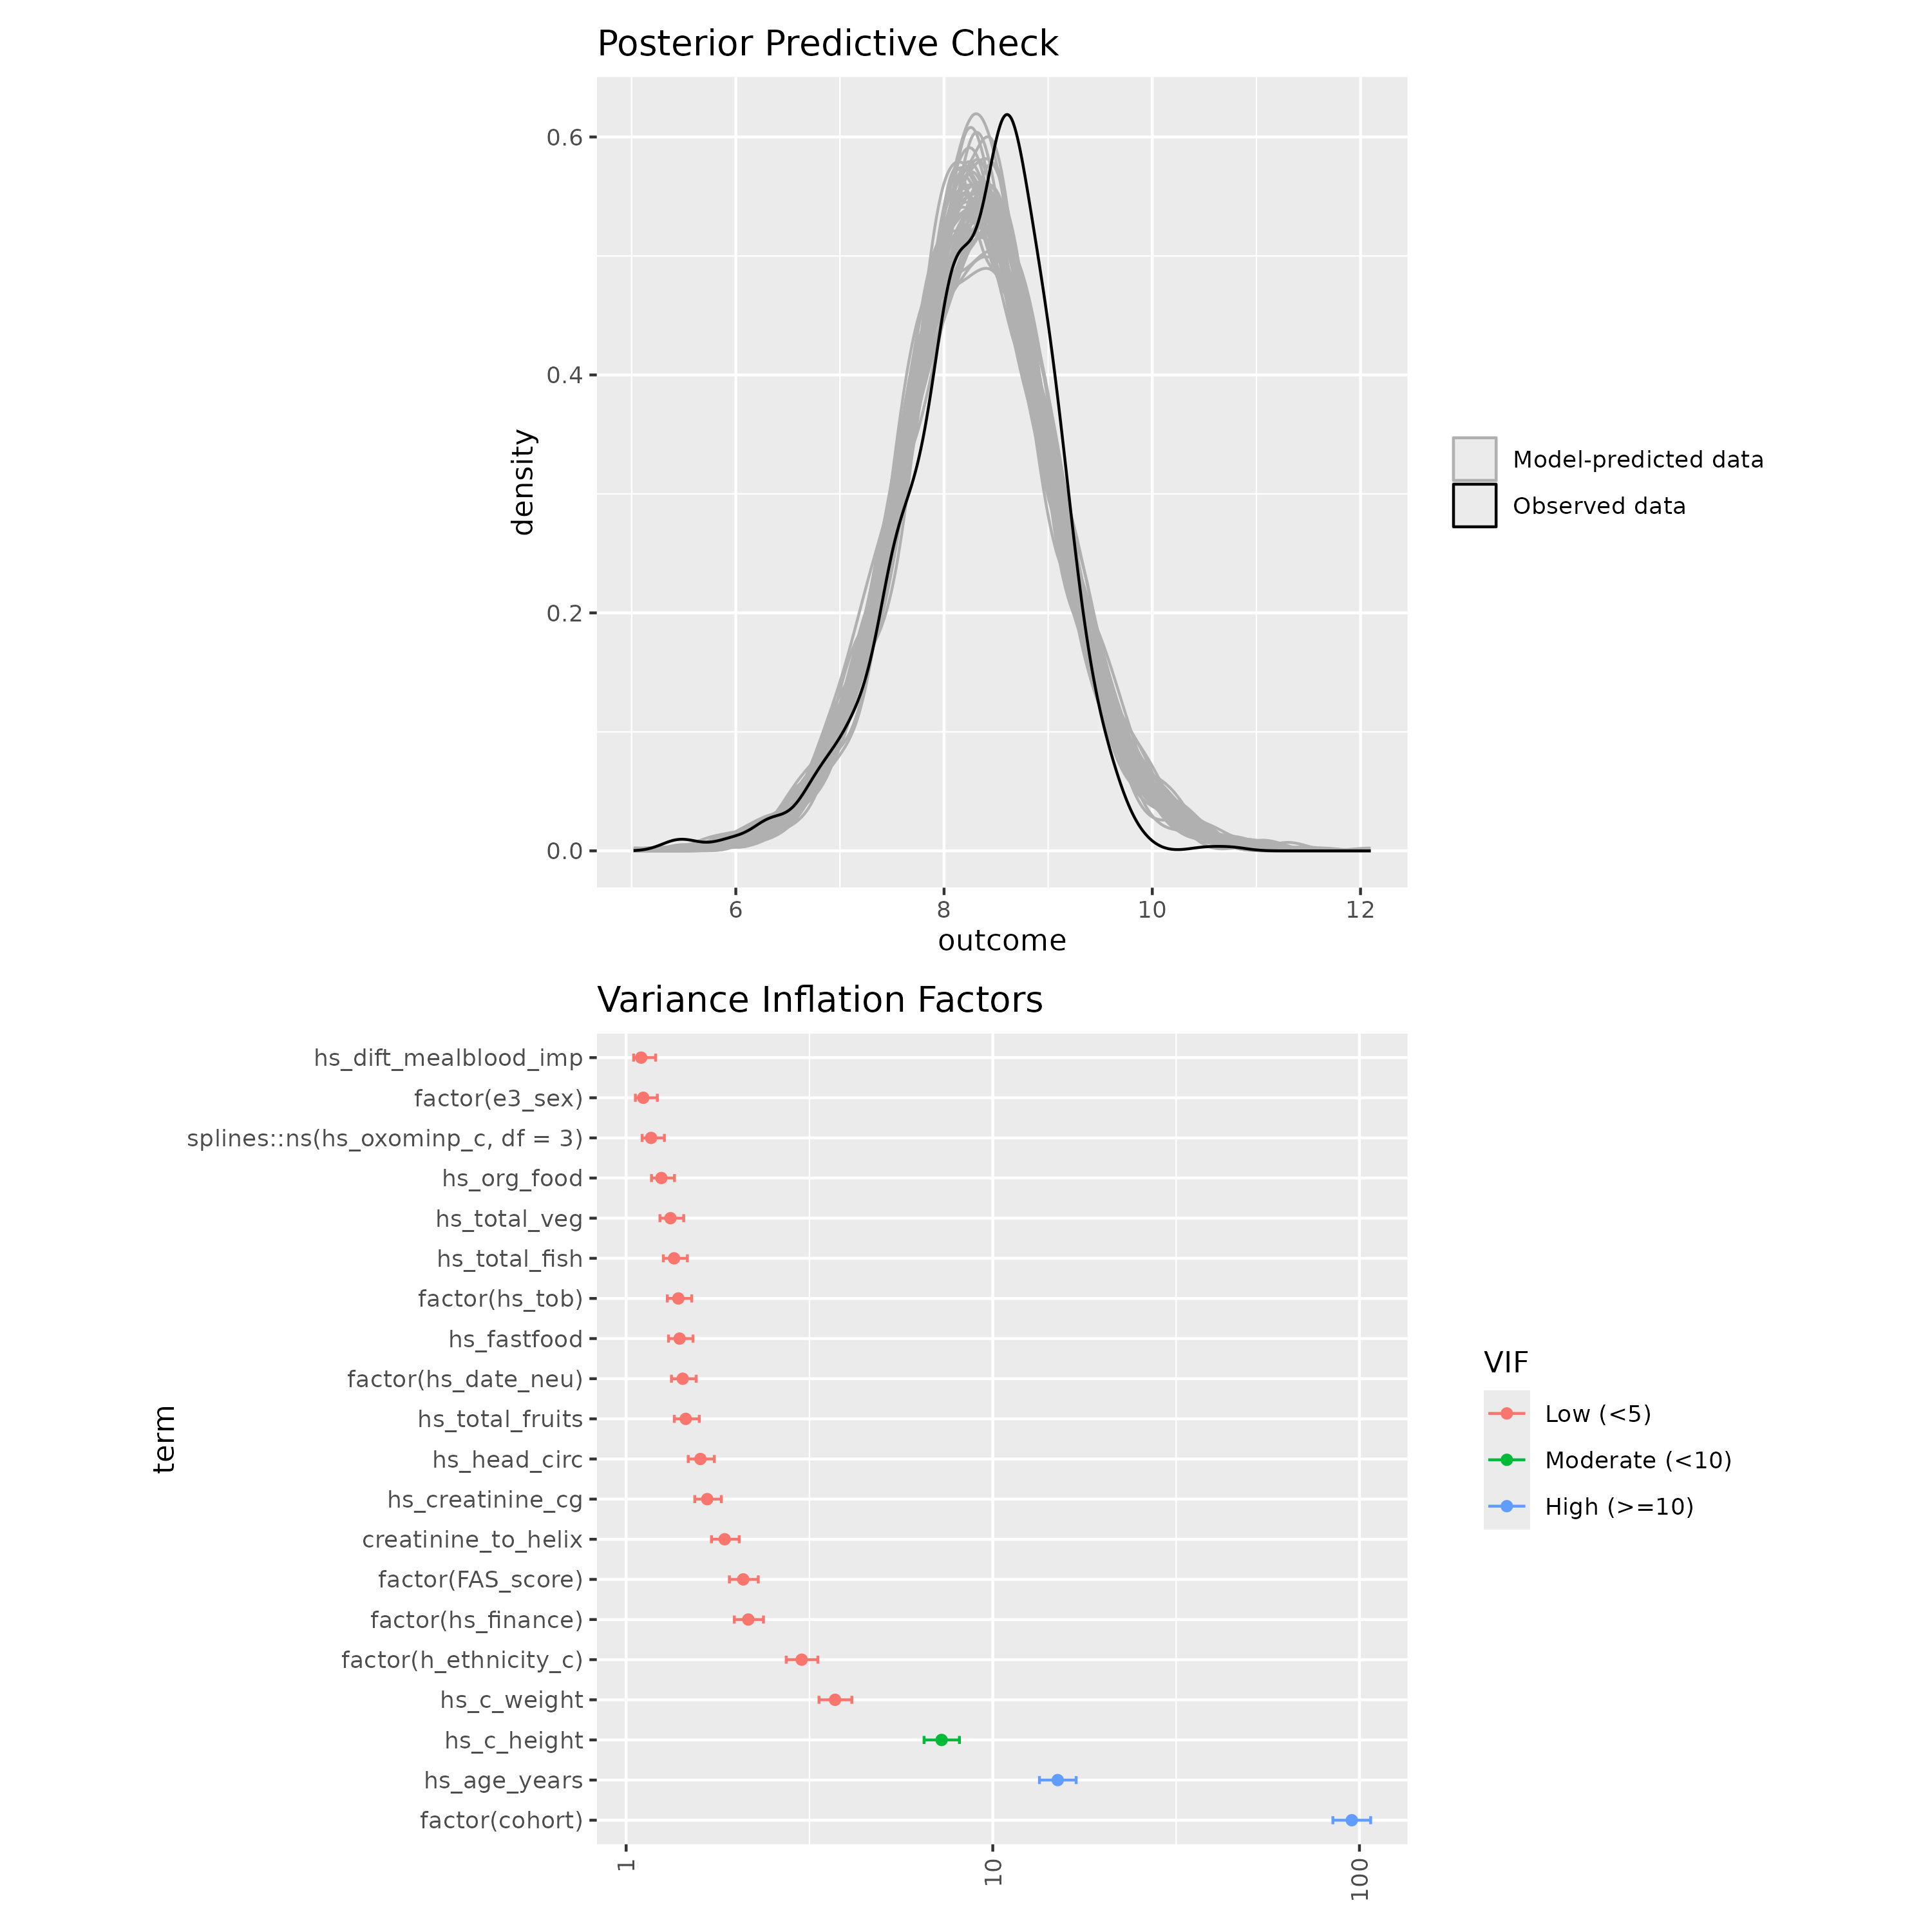 Posterior Predictive Check
0.6
0.4
0.2
0.0
density
6
8
10
12
outcome
Model-predicted data
Observed data
Variance Inflation Factors
hs_dift_mealblood_imp
factor(e3_sex)
splines::ns(hs_oxominp_c, df = 3)
hs_org_food
hs_total_veg
hs_total_fish
factor(hs_tob)
hs_fastfood
factor(hs_date_neu)
hs_total_fruits
hs_head_circ
hs_creatinine_cg
creatinine_to_helix
factor(FAS_score)
factor(hs_finance)
factor(h_ethnicity_c)
hs_c_weight
hs_c_height
hs_age_years
factor(cohort)
term
1
10
100
VIF
Low (<5)
Moderate (<10)
High (>=10)